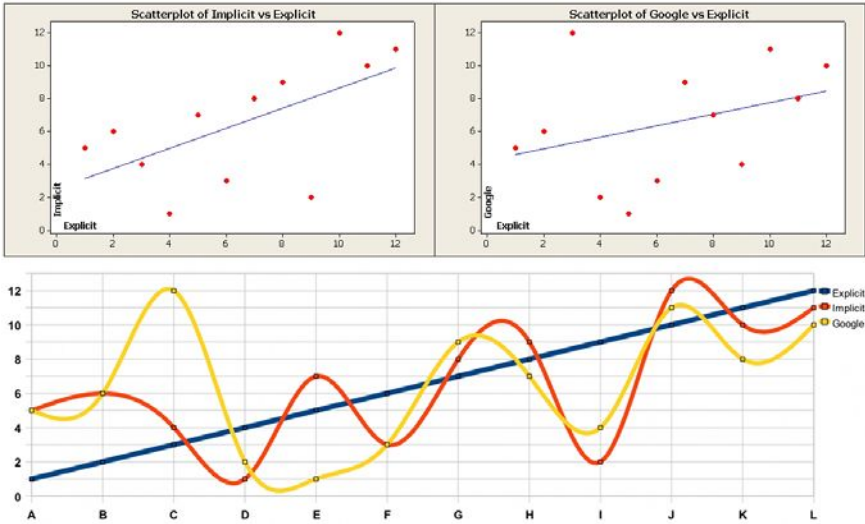 Scatterplot of Implicit vs Explicit
12
10
8
6
4
2
0
Implicit
Explicit
0 2 4 6 8 10 12
Scatterplot of Google vs Explicit
12
10
8
6
4
2
0
Google
Explicit
0 2 4 6 8 10 12
12
10
8
6
4
2
0
A B C D E F G H I J K L
Explicit
Implicit
Google